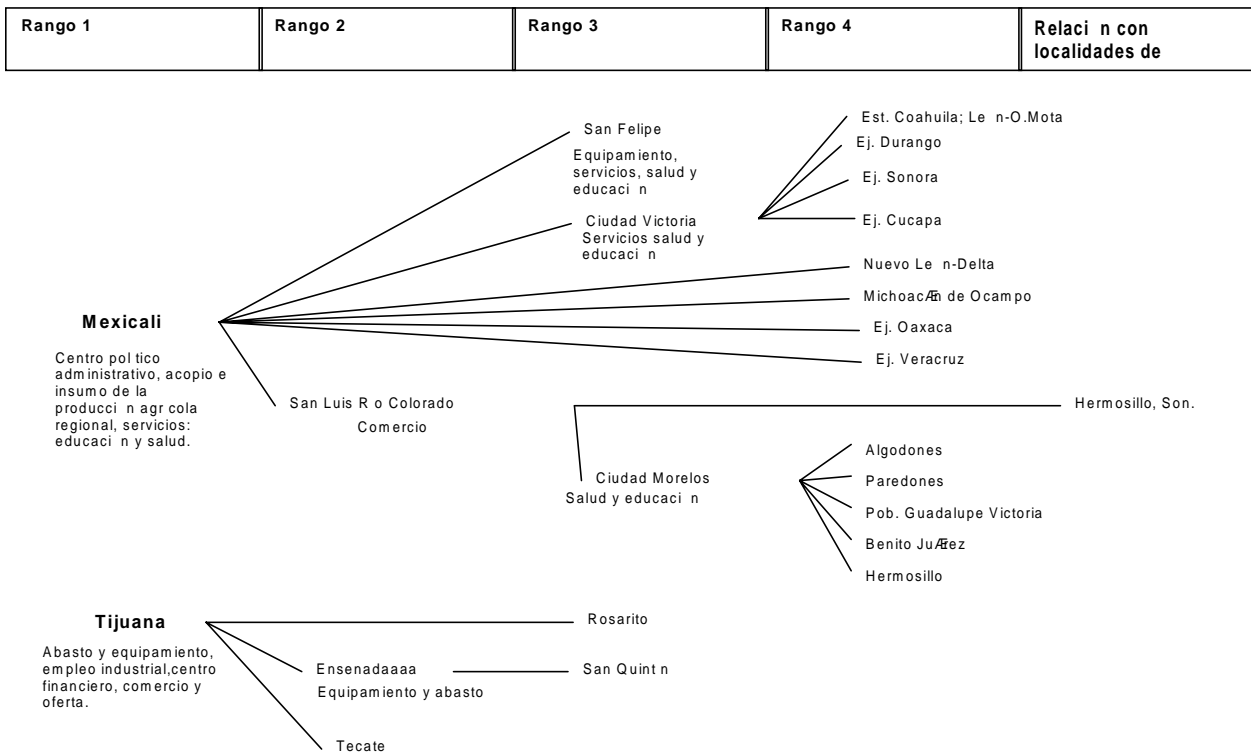 Rango 1
Rango 2
Rango 3
Rango 4
Relaci n con
localidades de
San Felipe
Equipamiento,
servicios, salud y
educaci n
Ciudad Victoria
Servicios salud y
educaci n
Est. Coahuila; Le n-O.Mota
Ej. Durango
Ej. Sonora
Ej. Cucapa
Nuevo Le n-Delta
MichoacÆn de Ocampo
Ej. Oaxaca
Ej. Veracruz
Mexicali
Centro pol tico
administrativo, acopio e
insumo de la
producci n agr cola
regional, servicios:
educaci n y salud.
San Luis R o Colorado
Comercio
Hermosillo, Son.
Ciudad Morelos
Salud y educaci n
Algodones
Paredones
Pob. Guadalupe Victoria
Benito JuÆrez
Hermosillo
Tijuana
Abasto y equipamiento,
empleo industrial,centro
financiero, comercio y
oferta.
Rosarito
Ensenadaaaa
Equipamiento y abasto
San Quint n
Tecate